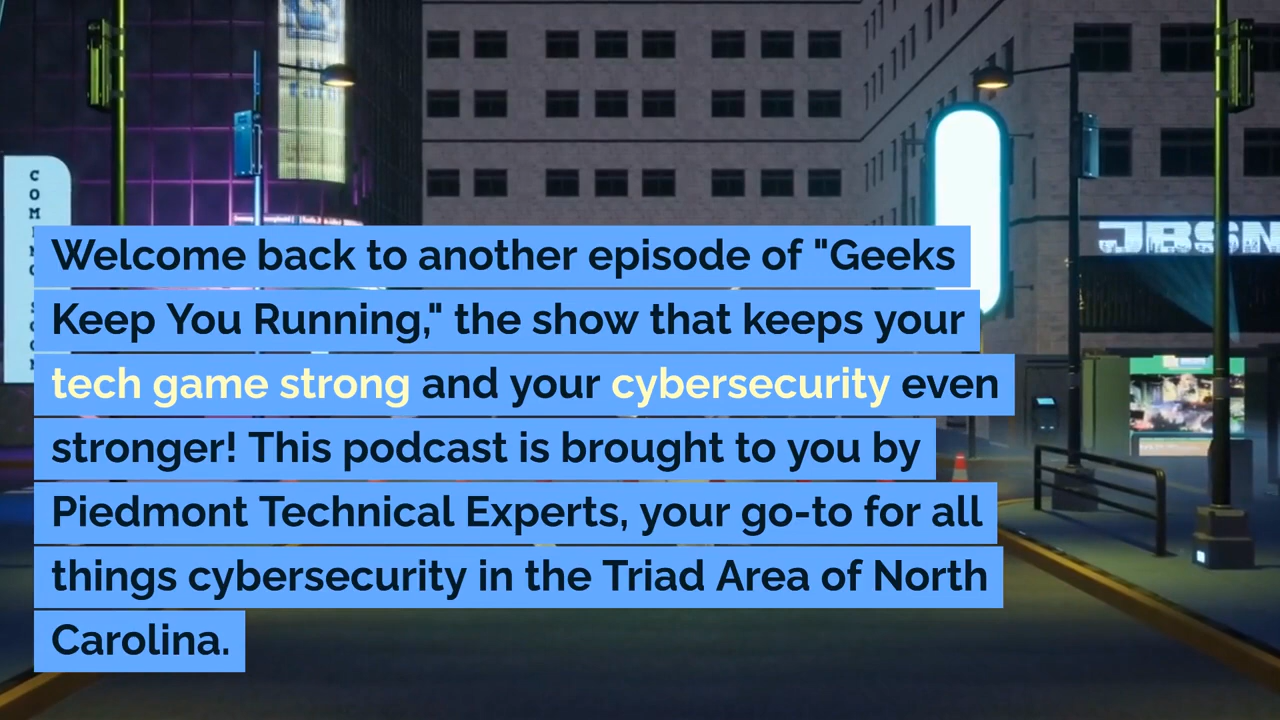 Welcome back to another episode of "Geeks
Keep You Running," the show that keeps your
tech game strong and your cybersecurity even
stronger! This podcast is brought to you by
Piedmont Technical Experts, your go-to for all
things cybersecurity in the Triad Area of North
Carolina.
JBSN